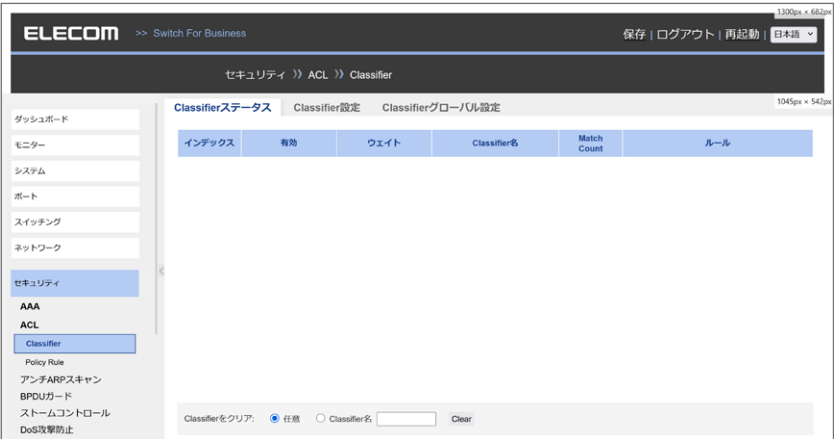 1300px × 682px
ELECOM >> Switch For Business 保存 | ログアウト | 再起動 | 日本語
セキュリティ 》 ACL 》 Classifier
1045px × 542px
Classifierステータス Classifier設定 Classifierグローバル設定
ダッシュボード
モニター
システム
ポート
スイッチング
ネットワーク
セキュリティ
AAA
ACL
Classifier
Policy Rule
アンチARPスキャン
BPDUガード
ストームコントロール
DoS攻撃防止
インデックス 有効 ウェイト Classifier名 Match Count ルール
Classifierをクリア: 任意 Classifier名 Clear